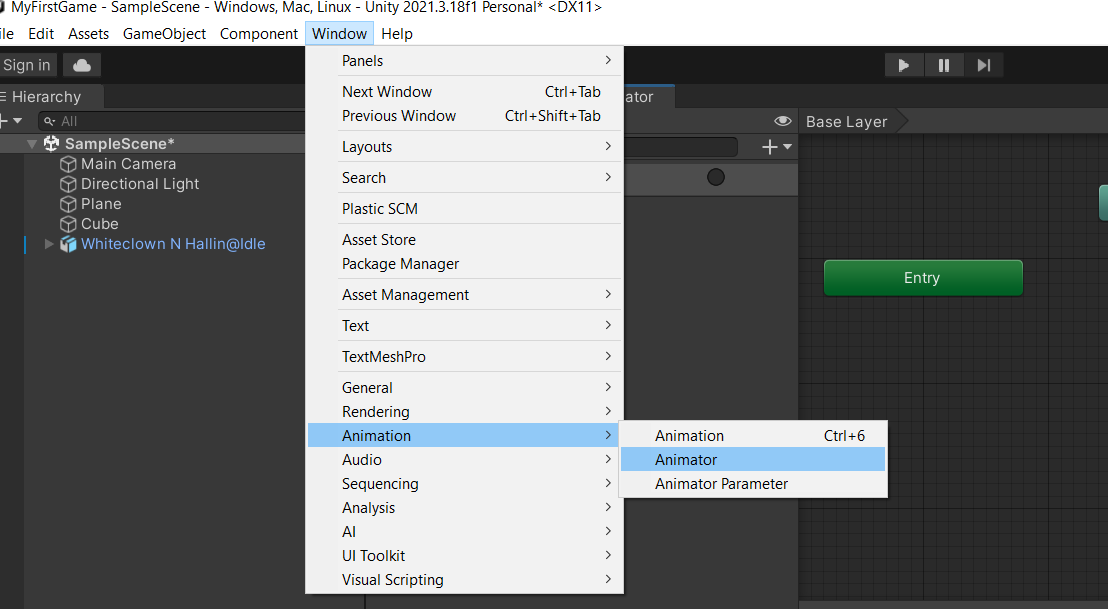 MyFirstGame - SampleScene - Windows, Mac, Linux - Unity 2021.3.18f1 Personal* <DX11>
ile Edit Assets GameObject Component Window Help
Sign in
Hierarchy
All
SampleScene*
Main Camera
Directional Light
Plane
Cube
Whiteclown N Hallin@Idle
Panels
Next Window Ctrl+Tab
Previous Window Ctrl+Shift+Tab
Layouts
Search
Plastic SCM
Asset Store
Package Manager
Asset Management
Text
TextMeshPro
General
Rendering
Animation
Audio
Sequencing
Analysis
AI
UI Toolkit
Visual Scripting
Animation Ctrl+6
Animator
Animator Parameter
ator
Base Layer
Entry